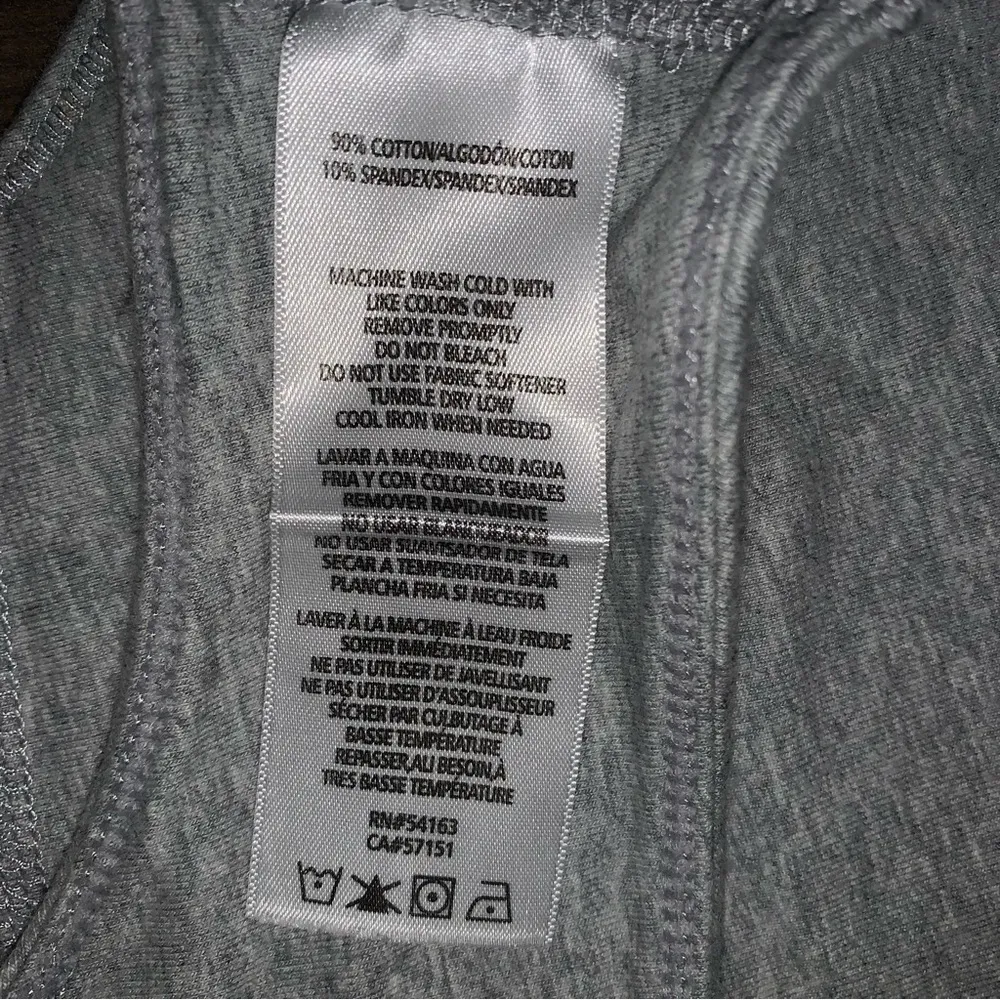 90% COTTON/ALGODÓN/COTON
10% SPANDEX/SPANDEX/SPANDEX
MACHINE WASH COLD WITH
LIKE COLORS ONLY
REMOVE PROMPTLY
DO NOT BLEACH
DO NOT USE FABRIC SOFTENER
TUMBLE DRY LOW
COOL IRON WHEN NEEDED
LAVAR A MAQUINA CON AGUA
FRIA Y CON COLORES IGUALES
REMOVER RAPIDAMENTE
NO USAR BLANQUEADOR
NO USAR SUAVISADOR DE TELA
SECAR A TEMPERATURA BAJA
PLANCHA FRIA SI NECESITA
LAVER À LA MACHINE À LEAU FROIDE
SORTIR IMMÉDIATEMENT
NE PAS UTILISER DE JAVELLISANT
NE PAS UTILISER D'ASSOUPLISSEUR
SÉCHER PAR CULBUTAGE À
BASSE TEMPÉRATURE
REPASSER,AU BESOIN,À
TRES BASSE TEMPÉRATURE
RN#54163
CA#57151